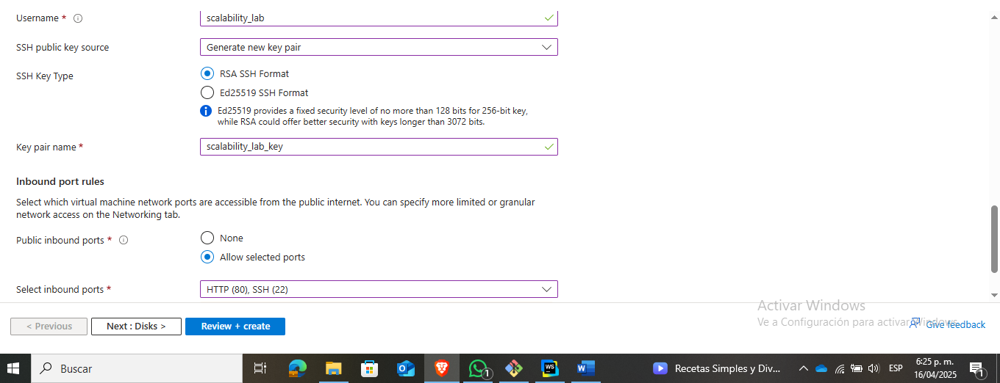 Username *
scalability_lab
SSH public key source
Generate new key pair
SSH Key Type
RSA SSH Format
Ed25519 SSH Format
Ed25519 provides a fixed security level of no more than 128 bits for 256-bit key,
while RSA could offer better security with keys longer than 3072 bits.
Key pair name *
scalability_lab_key
Inbound port rules
Select which virtual machine network ports are accessible from the public internet. You can specify more limited or granular
network access on the Networking tab.
Public inbound ports *
None
Allow selected ports
Select inbound ports *
HTTP (80), SSH (22)
Activar Windows
Ve a Configuración para activar Windows.
< Previous
Next : Disks >
Review + create
Give feedback
Buscar
1
WS
W
Recetas Simples y Div...
ESP
6:25 p. m.
16/04/2025
1